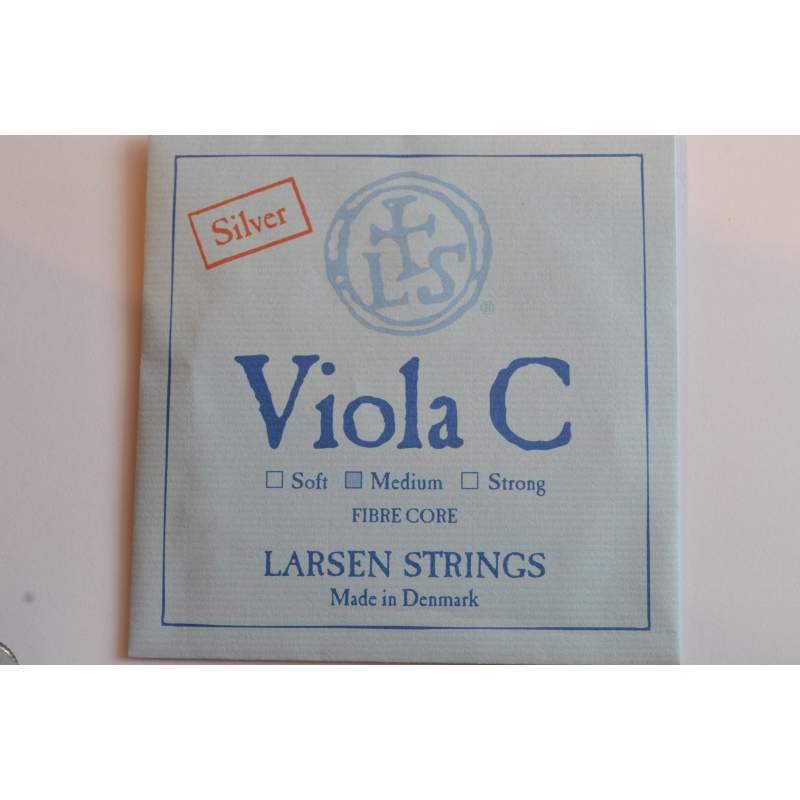 Silver
LS
®
Viola C
Soft Medium Strong
FIBRE CORE
LARSEN STRINGS
Made in Denmark